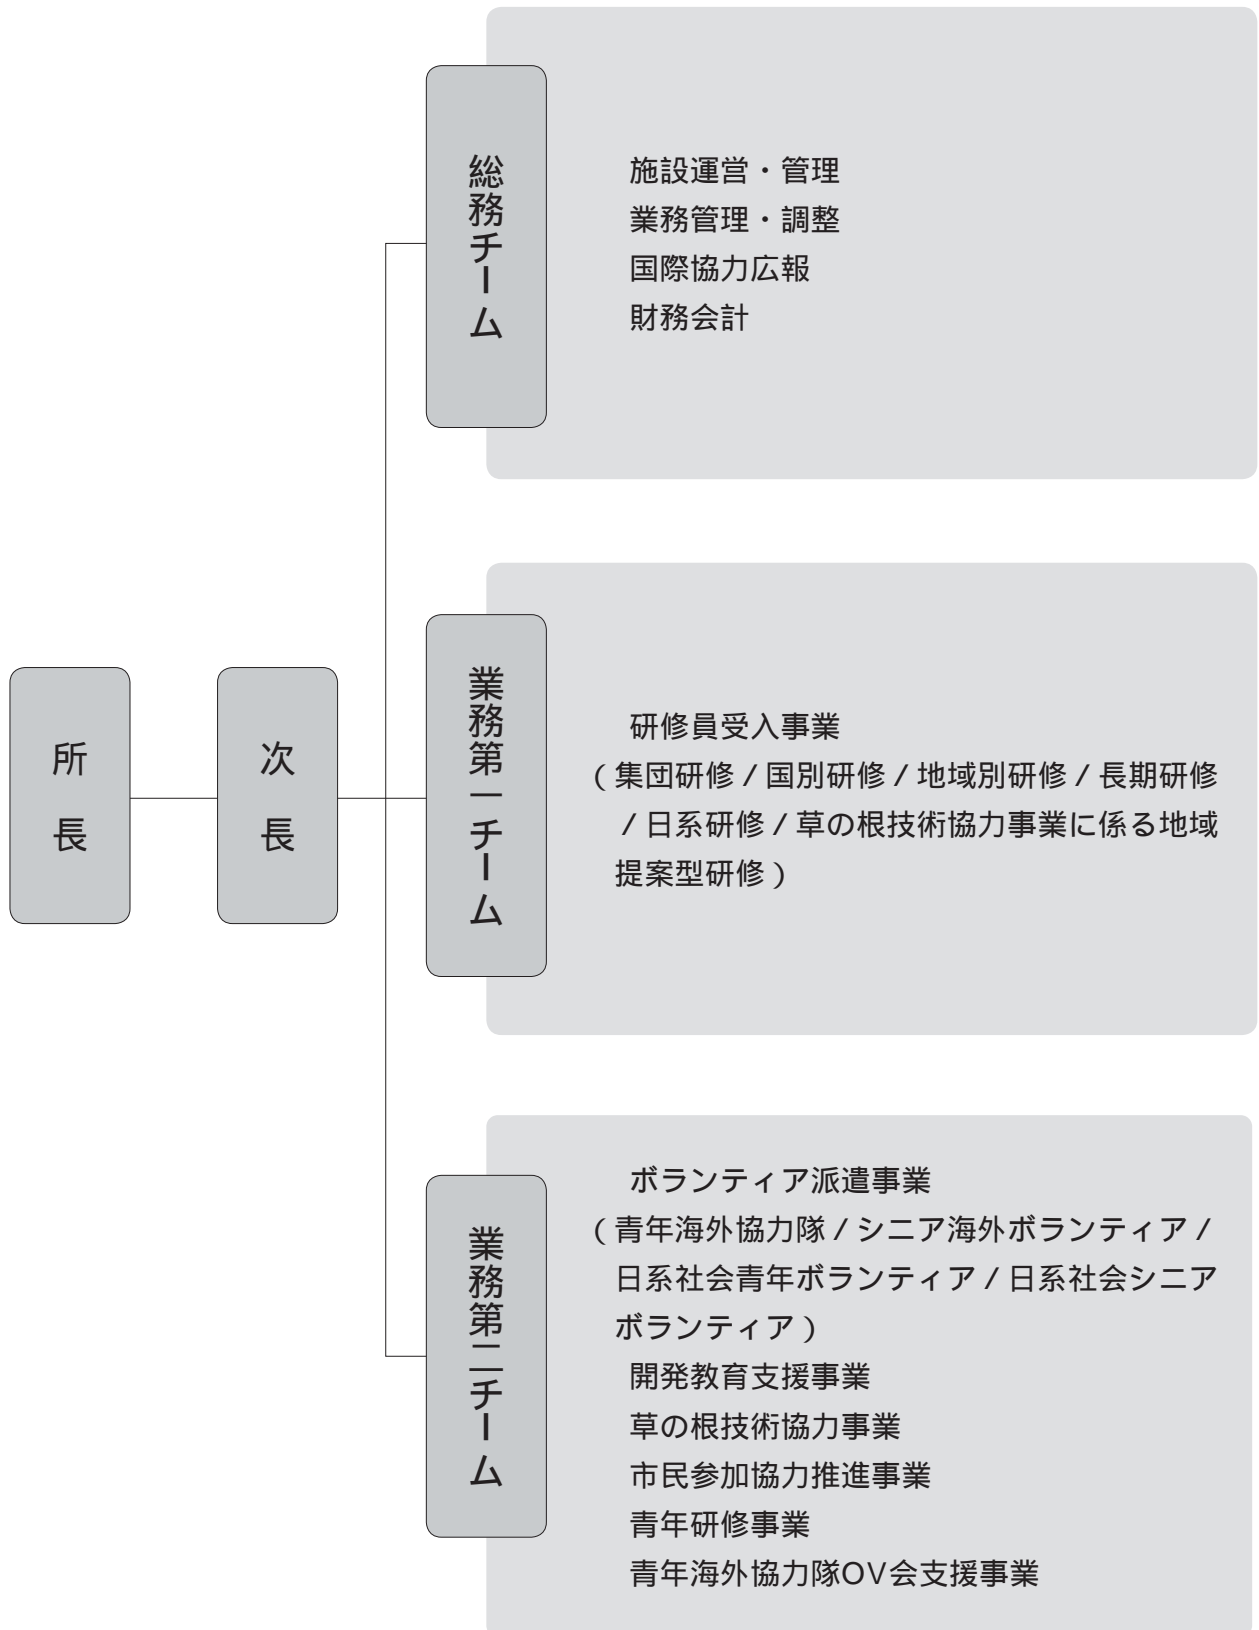 所長
次長
総務チーム
施設運営・管理
業務管理・調整
国際協力広報
財務会計
業務第一チーム
研修員受入事業
(集団研修/国別研修/地域別研修/長期研修
/日系研修/草の根技術協力事業に係る地域
提案型研修)
業務第二チーム
ボランティア派遣事業
(青年海外協力隊/シニア海外ボランティア/
日系社会青年ボランティア/日系社会シニア
ボランティア)
開発教育支援事業
草の根技術協力事業
市民参加協力推進事業
青年研修事業
青年海外協力隊OV会支援事業